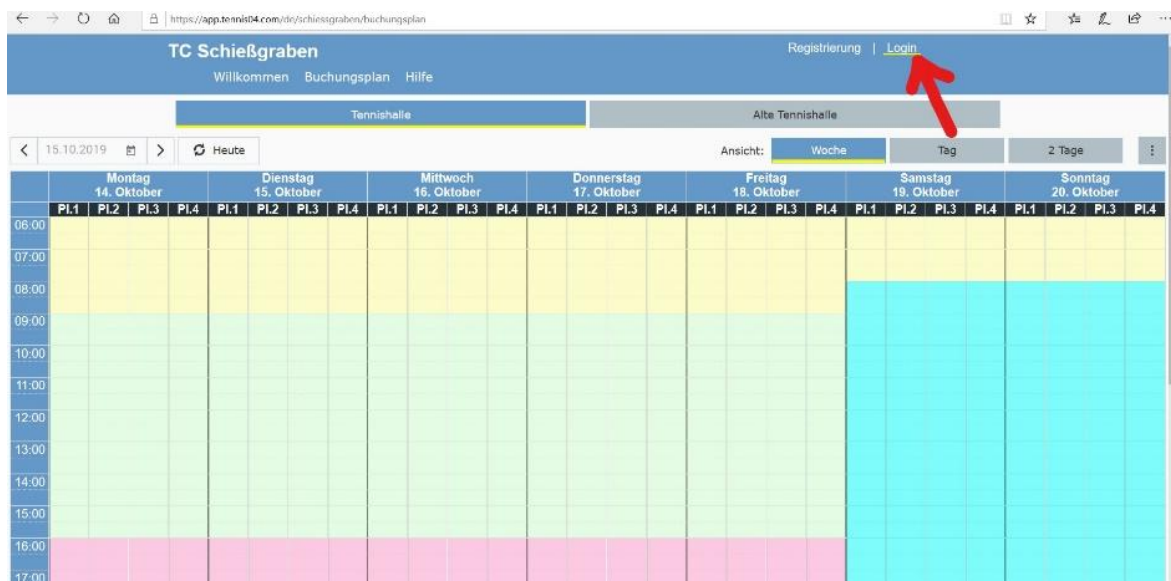 https://app.tennis04.com/de/schiessgraben/buchungsplan
TC Schießgraben
Registrierung | Login
Willkommen Buchungsplan Hilfe
Tennishalle Alte Tennishalle
15.10.2019 Heute Ansicht: Woche Tag 2 Tage
Montag Dienstag Mittwoch Donnerstag Freitag Samstag Sonntag
14. Oktober 15. Oktober 16. Oktober 17. Oktober 18. Oktober 19. Oktober 20. Oktober
Pl.1 Pl.2 Pl.3 Pl.4 Pl.1 Pl.2 Pl.3 Pl.4 Pl.1 Pl.2 Pl.3 Pl.4 Pl.1 Pl.2 Pl.3 Pl.4 Pl.1 Pl.2 Pl.3 Pl.4 Pl.1 Pl.2 Pl.3 Pl.4 Pl.1 Pl.2 Pl.3 Pl.4
06:00
07:00
08:00
09:00
10:00
11:00
12:00
13:00
14:00
15:00
16:00
17:00